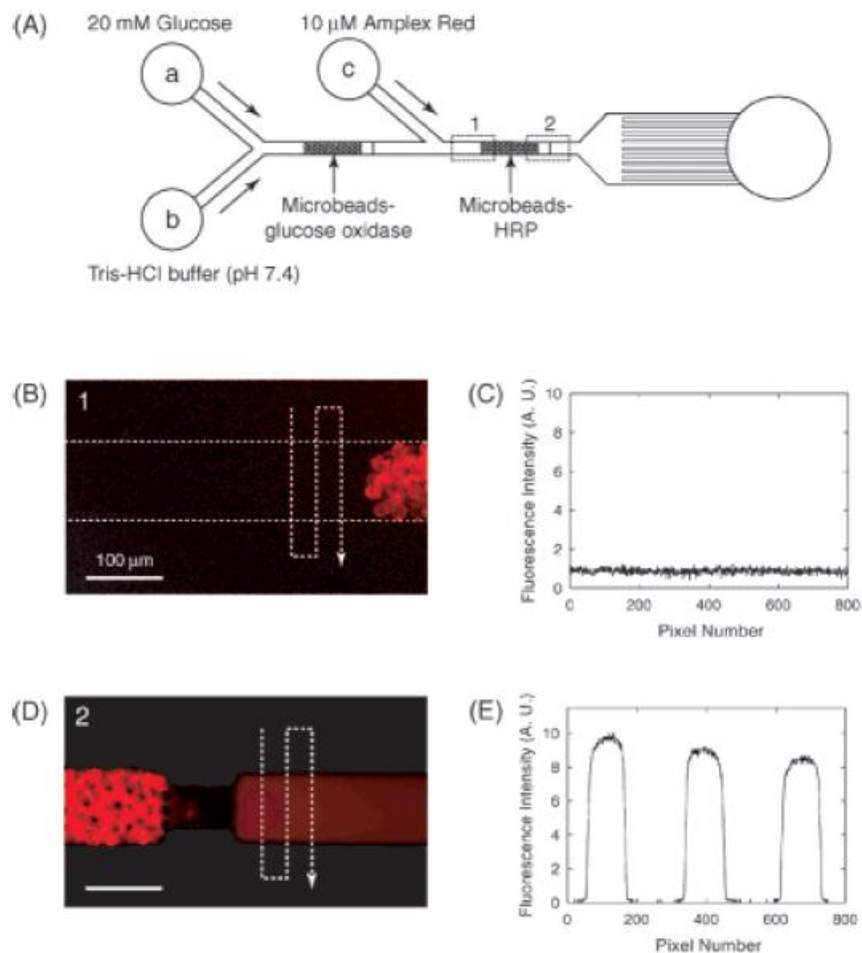 (A)
20 mM Glucose
10 µM Amplex Red
a
c
1
2
b
Microbeads-
glucose oxidase
Microbeads-
HRP
Tris-HCl buffer (pH 7.4)
(B)
1
100 µm
(C)
Fluorescence Intensity (A. U.)
10
8
6
4
2
0
0 200 400 600 800
Pixel Number
(D)
2
(E)
Fluorescence Intensity (A. U.)
10
8
6
4
2
0
0 200 400 600 800
Pixel Number